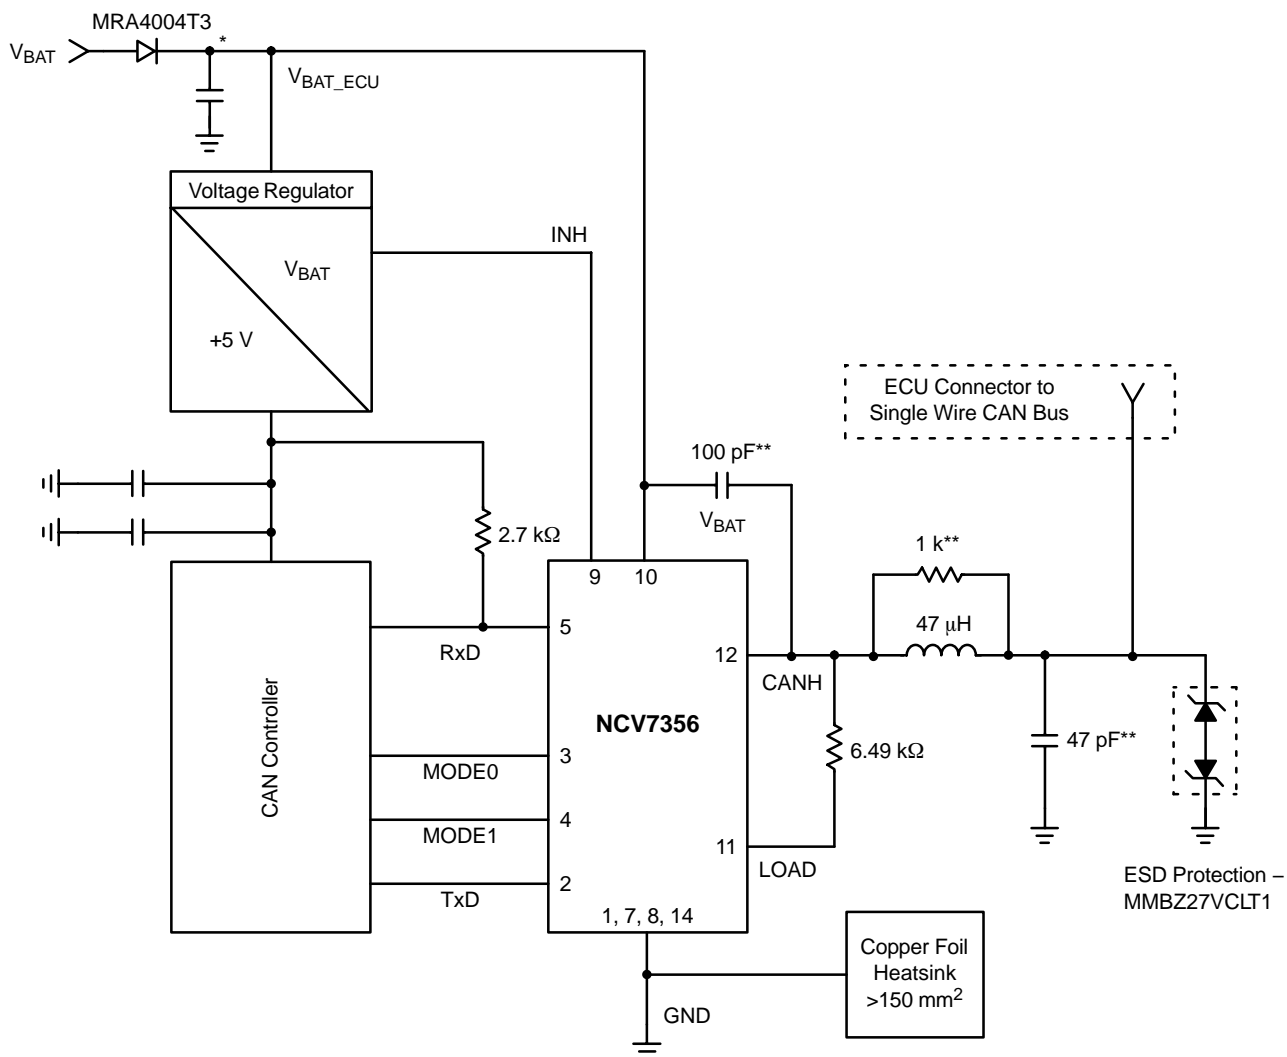 MRA4004T3
*
V_BAT
V_BAT_ECU
Voltage Regulator
INH
V_BAT
+5 V
ECU Connector to
Single Wire CAN Bus
100 pF**
V_BAT
2.7 kΩ
1 k**
9
10
47 μH
5
RxD
12
CANH
CAN Controller
NCV7356
6.49 kΩ
47 pF**
3
MODE0
4
MODE1
11
LOAD
2
TxD
ESD Protection –
MMBZ27VCLT1
1, 7, 8, 14
Copper Foil
Heatsink
>150 mm²
GND